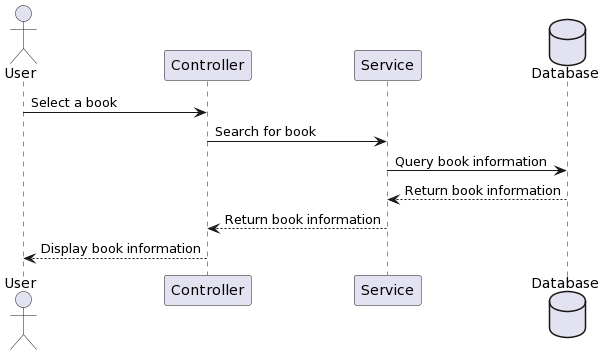 User
Controller
Service
Database
Select a book
Search for book
Query book information
Return book information
Return book information
Display book information
User
Controller
Service
Database